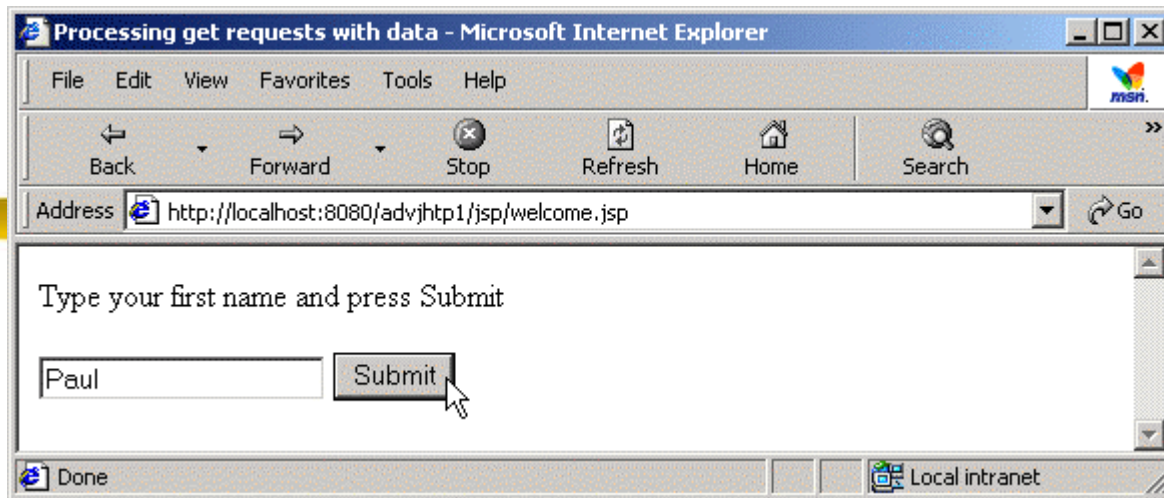 Processing get requests with data - Microsoft Internet Explorer
File Edit View Favorites Tools Help
msn.
Back Forward Stop Refresh Home Search »
Address http://localhost:8080/advjhtp1/jsp/welcome.jsp Go
Type your first name and press Submit
Paul Submit
Done Local intranet